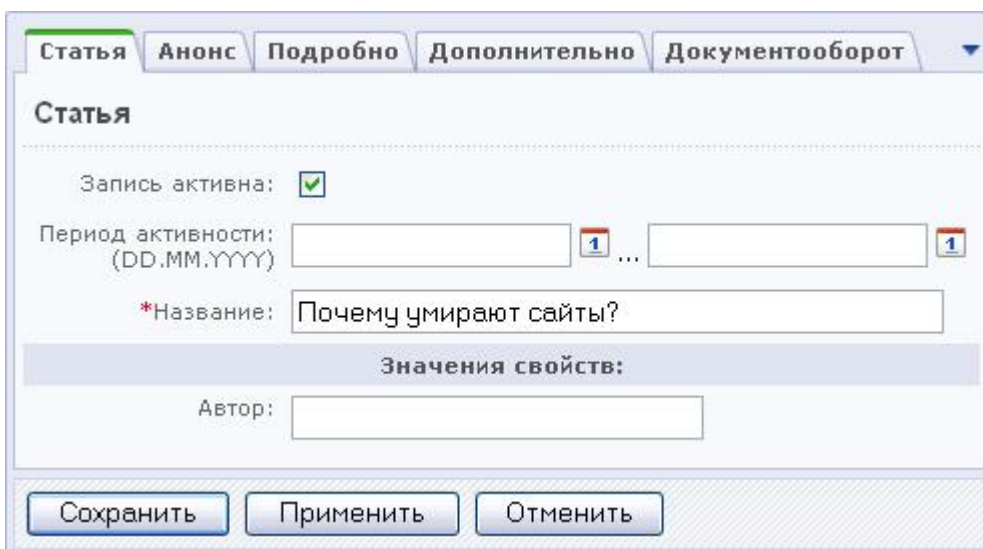 Статья Анонс Подробно Дополнительно Документооборот
Статья
Запись активна:
Период активности:
(DD.MM.YYYY)
1 ... 1
*Название: Почему умирают сайты?
Значения свойств:
Автор:
Сохранить Применить Отменить